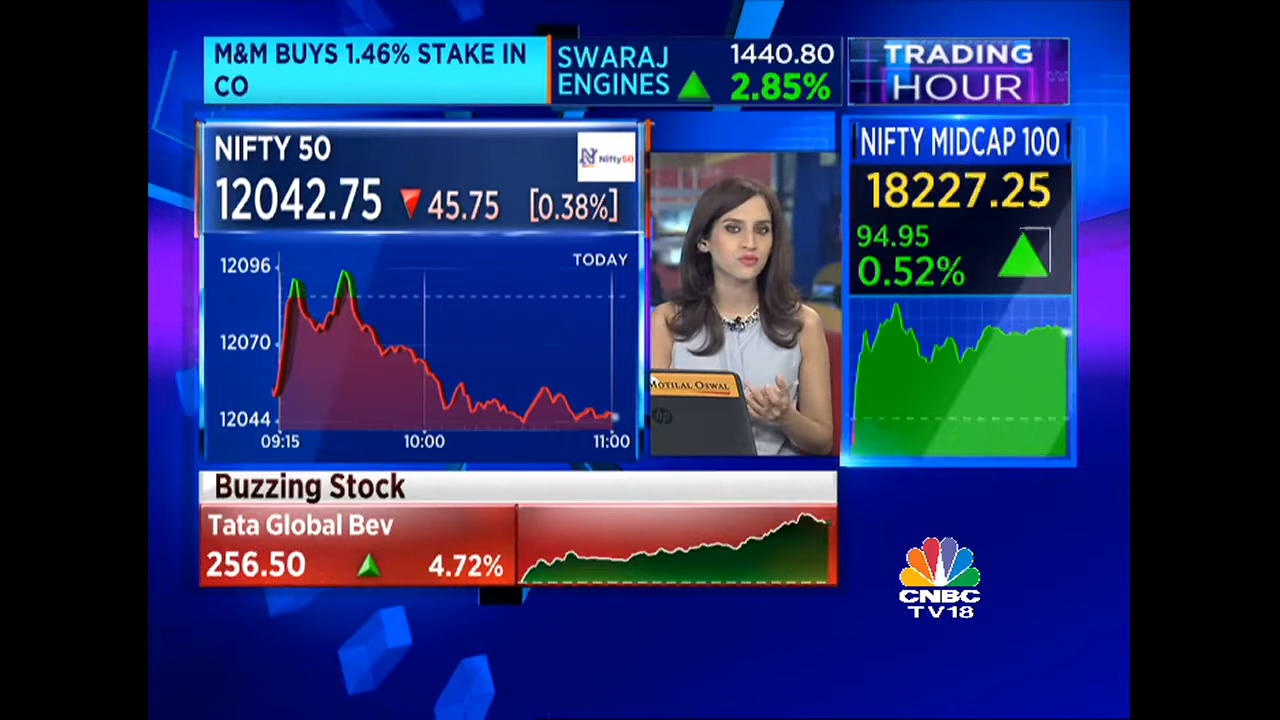 M&M BUYS 1.46% STAKE IN
CO
SWARAJ
ENGINES
1440.80
2.85%
TRADING
HOUR
NIFTY 50
Nifty50
12042.75 45.75 [0.38%]
TODAY
12096
12070
12044
09:15 10:00 11:00
MOTILAL OSWAL
hp
NIFTY MIDCAP 100
18227.25
94.95
0.52%
Buzzing Stock
Tata Global Bev
256.50 4.72%
CNBC
TV18